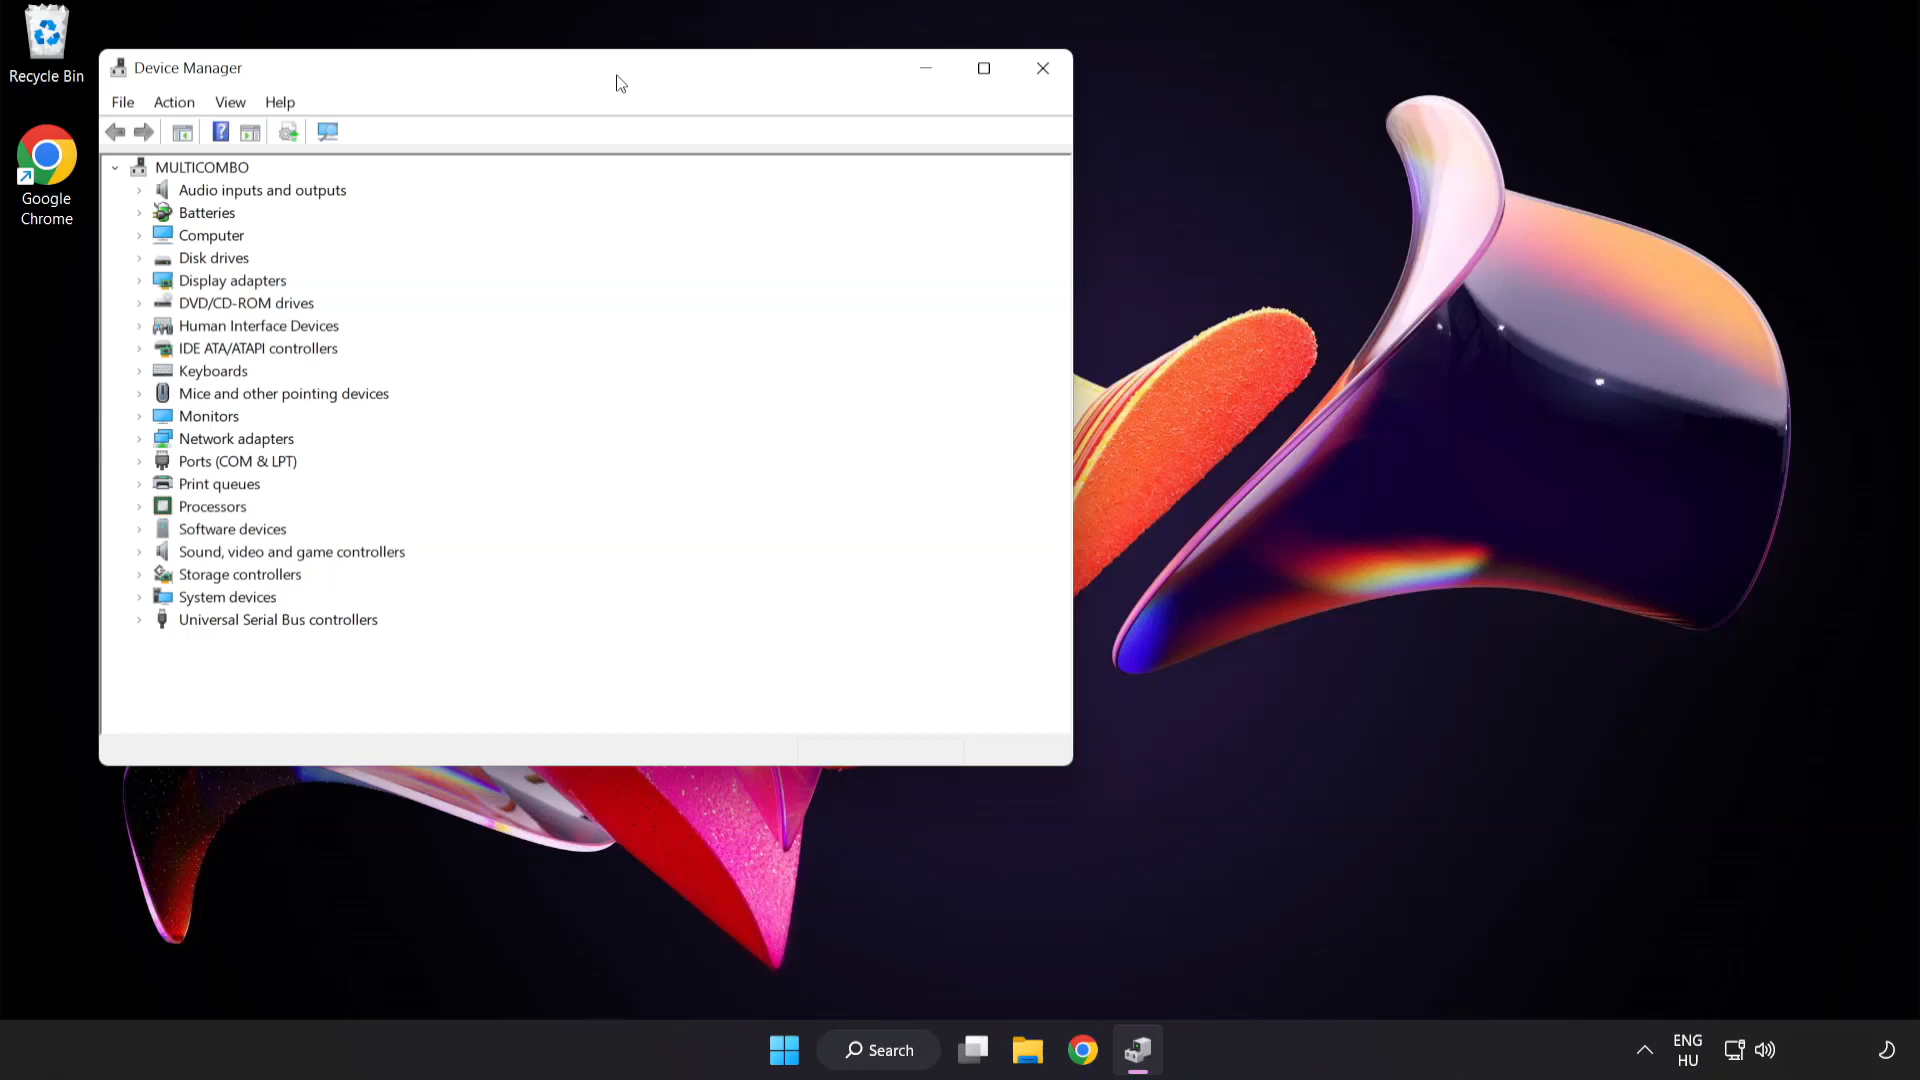 Recycle Bin
Google
Chrome
Device Manager
File Action View Help
MULTICOMBO
Audio inputs and outputs
Batteries
Computer
Disk drives
Display adapters
DVD/CD-ROM drives
Human Interface Devices
IDE ATA/ATAPI controllers
Keyboards
Mice and other pointing devices
Monitors
Network adapters
Ports (COM & LPT)
Print queues
Processors
Software devices
Sound, video and game controllers
Storage controllers
System devices
Universal Serial Bus controllers
Search
ENG
HU